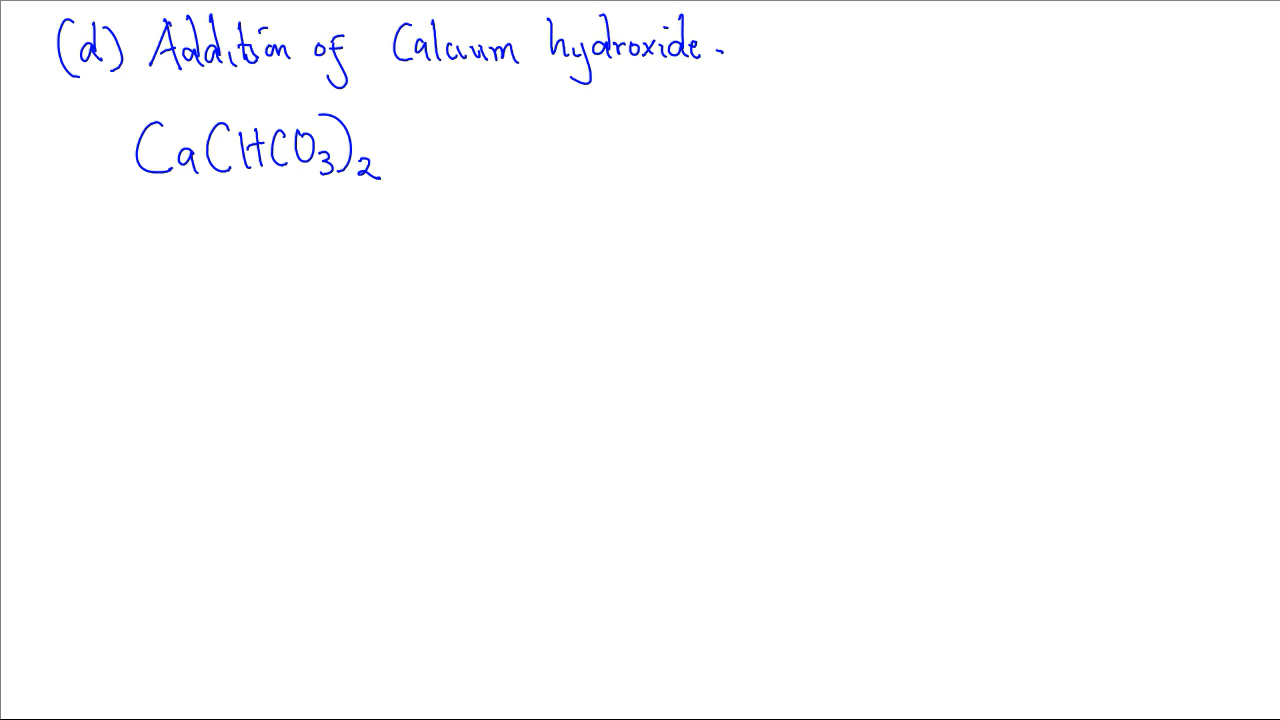 (d) Addition of Calcium hydroxide.
Ca(HCO₃)₂